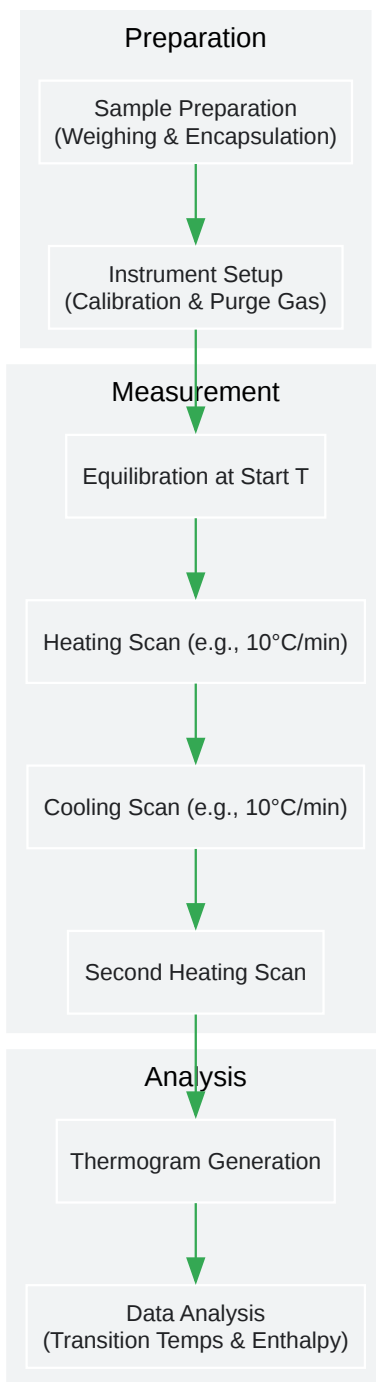 Preparation
Sample Preparation
(Weighing & Encapsulation)
Instrument Setup
(Calibration & Purge Gas)
Measurement
Equilibration at Start T
Heating Scan (e.g., 10°C/min)
Cooling Scan (e.g., 10°C/min)
Second Heating Scan
Analysis
Thermogram Generation
Data Analysis
(Transition Temps & Enthalpy)